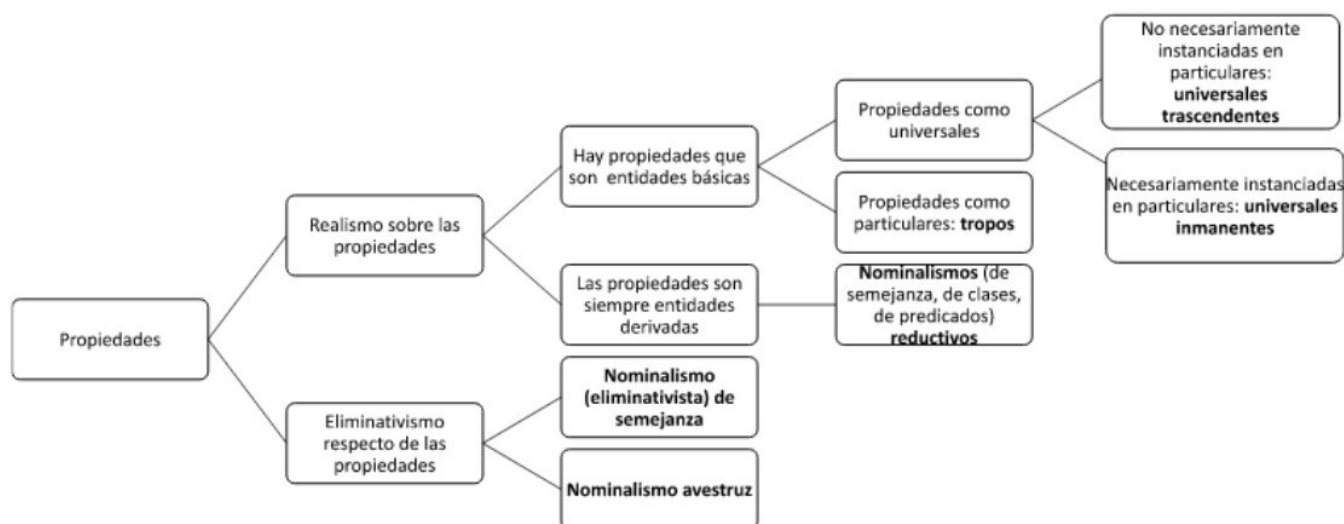 Propiedades
Realismo sobre las
propiedades
Eliminativismo
respecto de las
propiedades
Hay propiedades que
son entidades básicas
Las propiedades son
siempre entidades
derivadas
Nominalismo
(eliminativista) de
semejanza
Nominalismo avestruz
Propiedades como
universales
Propiedades como
particulares: tropos
Nominalismos (de
semejanza, de clases,
de predicados)
reductivos
No necesariamente
instanciadas en
particulares:
universales
trascendentes
Necesariamente instanciadas
en particulares: universales
inmanentes